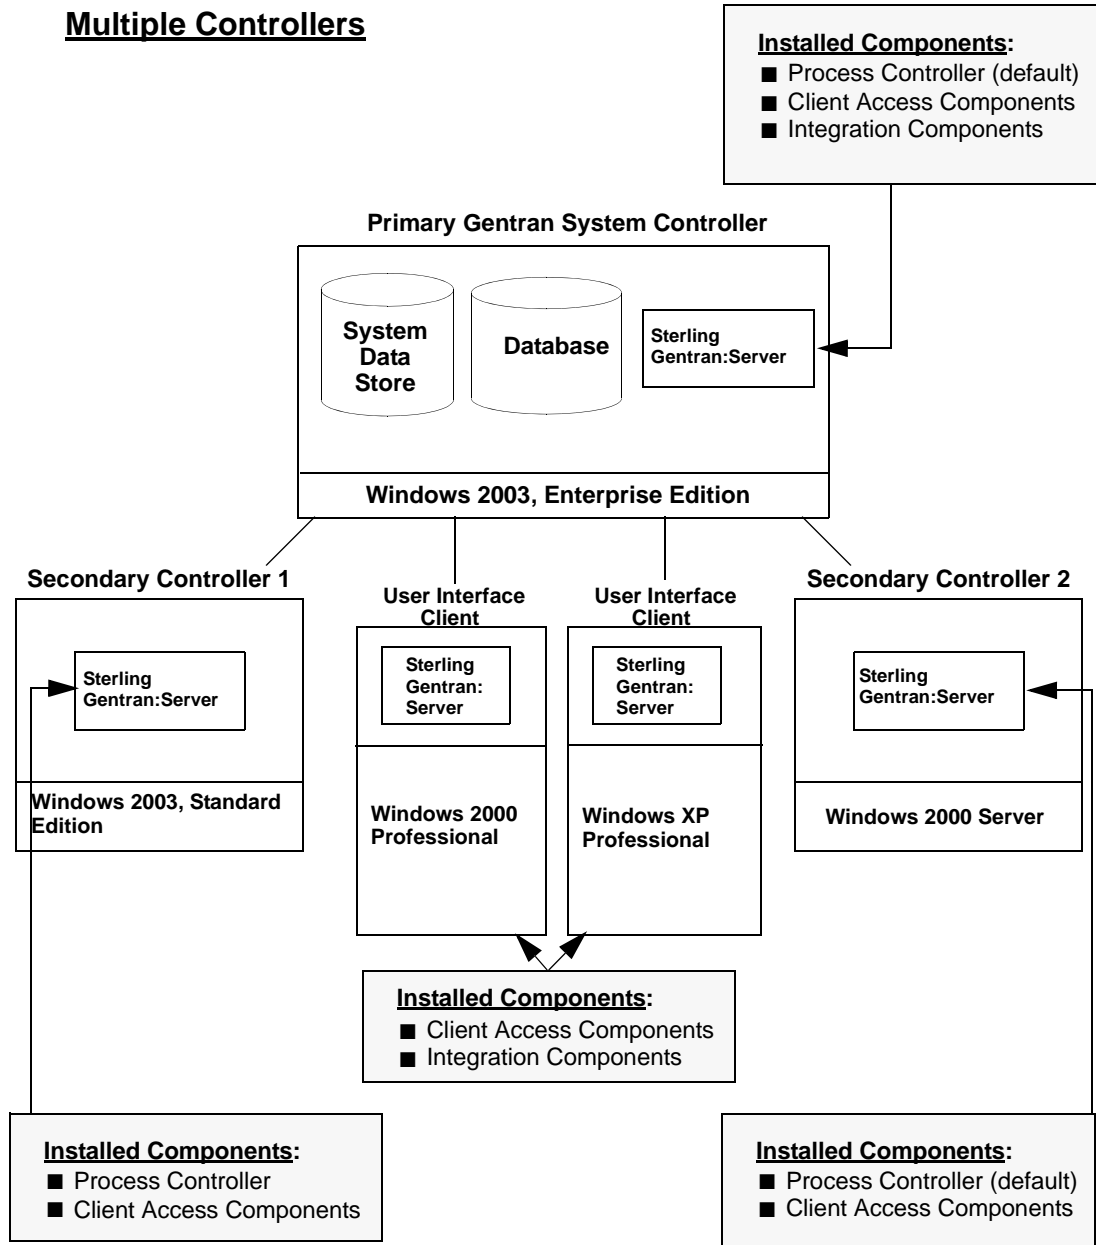 Multiple Controllers
Installed Components:
■ Process Controller (default)
■ Client Access Components
■ Integration Components
Primary Gentran System Controller
System
Data
Store
Database
Sterling
Gentran:Server
Windows 2003, Enterprise Edition
Secondary Controller 1
Sterling
Gentran:Server
Windows 2003, Standard
Edition
User Interface
Client
Sterling
Gentran:
Server
Windows 2000
Professional
User Interface
Client
Sterling
Gentran:
Server
Windows XP
Professional
Secondary Controller 2
Sterling
Gentran:Server
Windows 2000 Server
Installed Components:
■ Client Access Components
■ Integration Components
Installed Components:
■ Process Controller
■ Client Access Components
Installed Components:
■ Process Controller (default)
■ Client Access Components